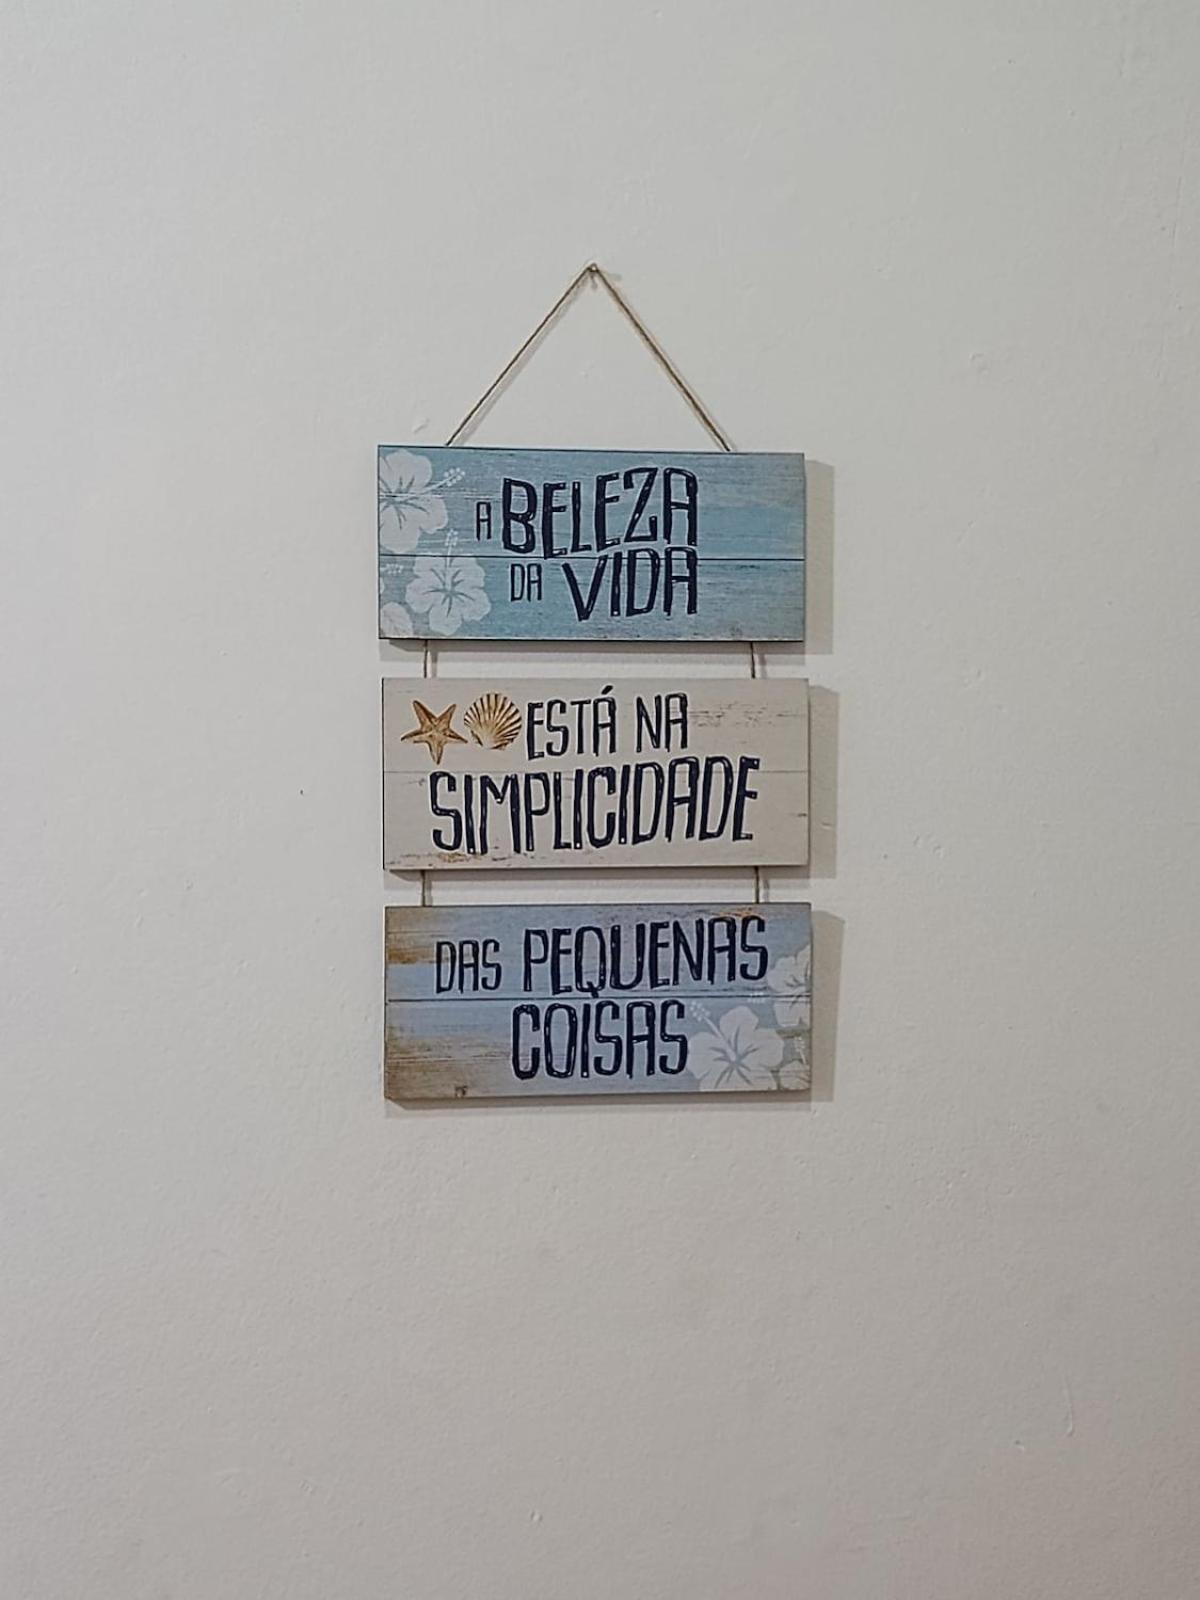 A BELEZA
DA VIDA
ESTÁ NA
SIMPLICIDADE
DAS PEQUENAS
COISAS